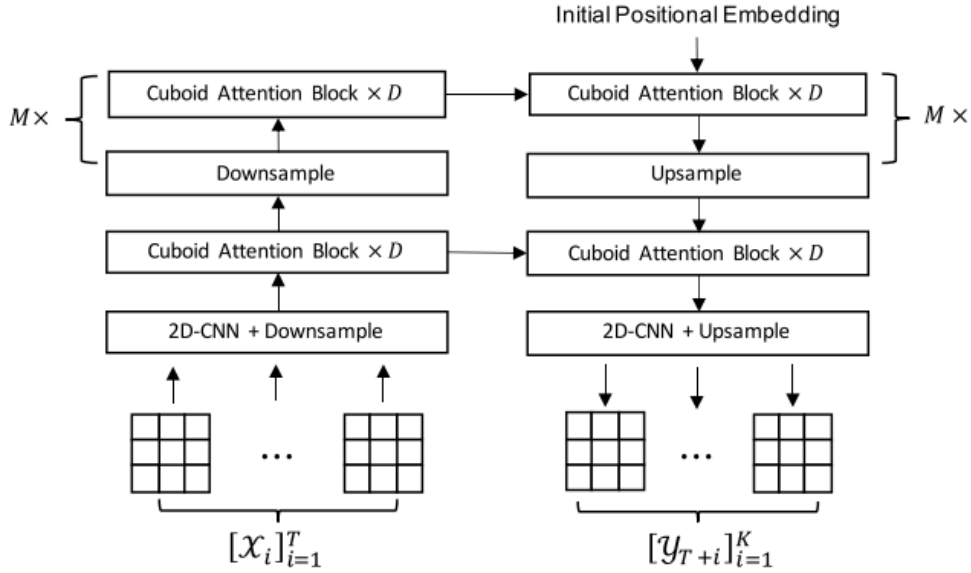 Initial Positional Embedding
Cuboid Attention Block × D
Cuboid Attention Block × D
M ×
M ×
Downsample
Upsample
Cuboid Attention Block × D
Cuboid Attention Block × D
2D-CNN + Downsample
2D-CNN + Upsample
...
...
[𝒳_i]_{i=1}^T
[𝒴_{T+i}]_{i=1}^K